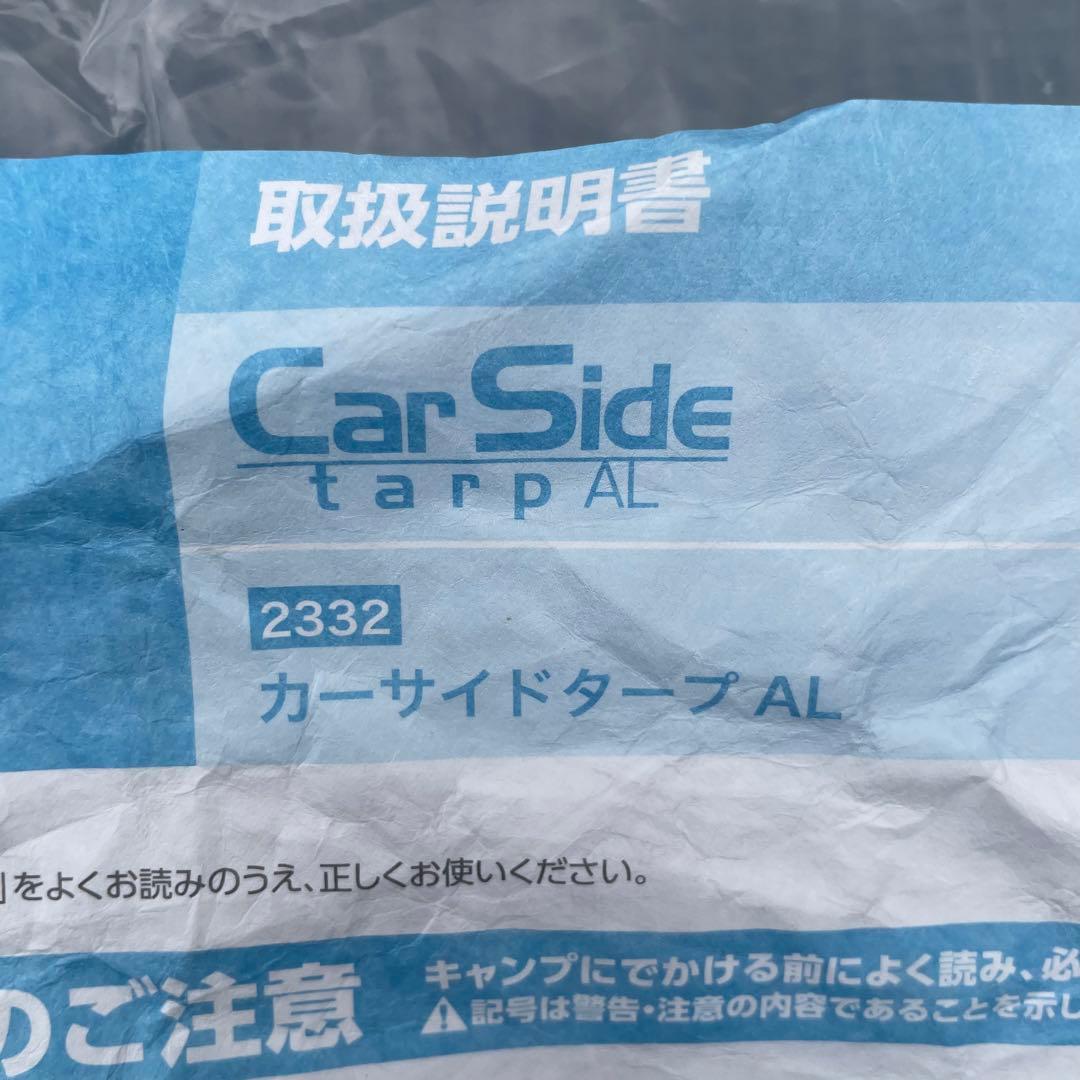 取扱説明書
CarSide
tarp AL
2332
カーサイドタープ AL
」をよくお読みのうえ、正しくお使いください。
のご注意
キャンプにでかける前によく読み、必
⚠記号は警告・注意の内容であることを示し